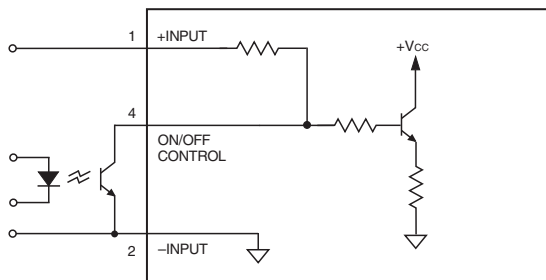 1
+INPUT
+VCC
4
ON/OFF
CONTROL
2
–INPUT